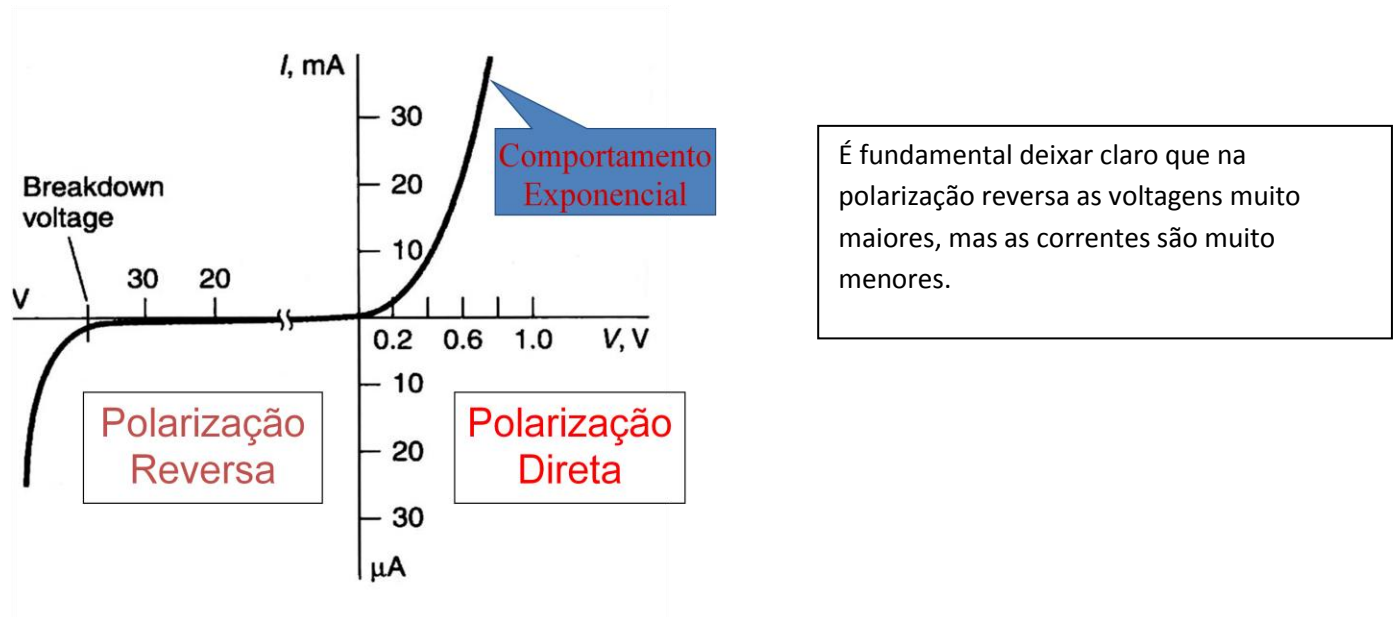 I, mA
30
20
10
Comportamento
Exponencial
Breakdown
voltage
V
30 20
0.2 0.6 1.0 V, V
10
20
30
µA
Polarização
Reversa
Polarização
Direta
É fundamental deixar claro que na
polarização reversa as voltagens muito
maiores, mas as correntes são muito
menores.